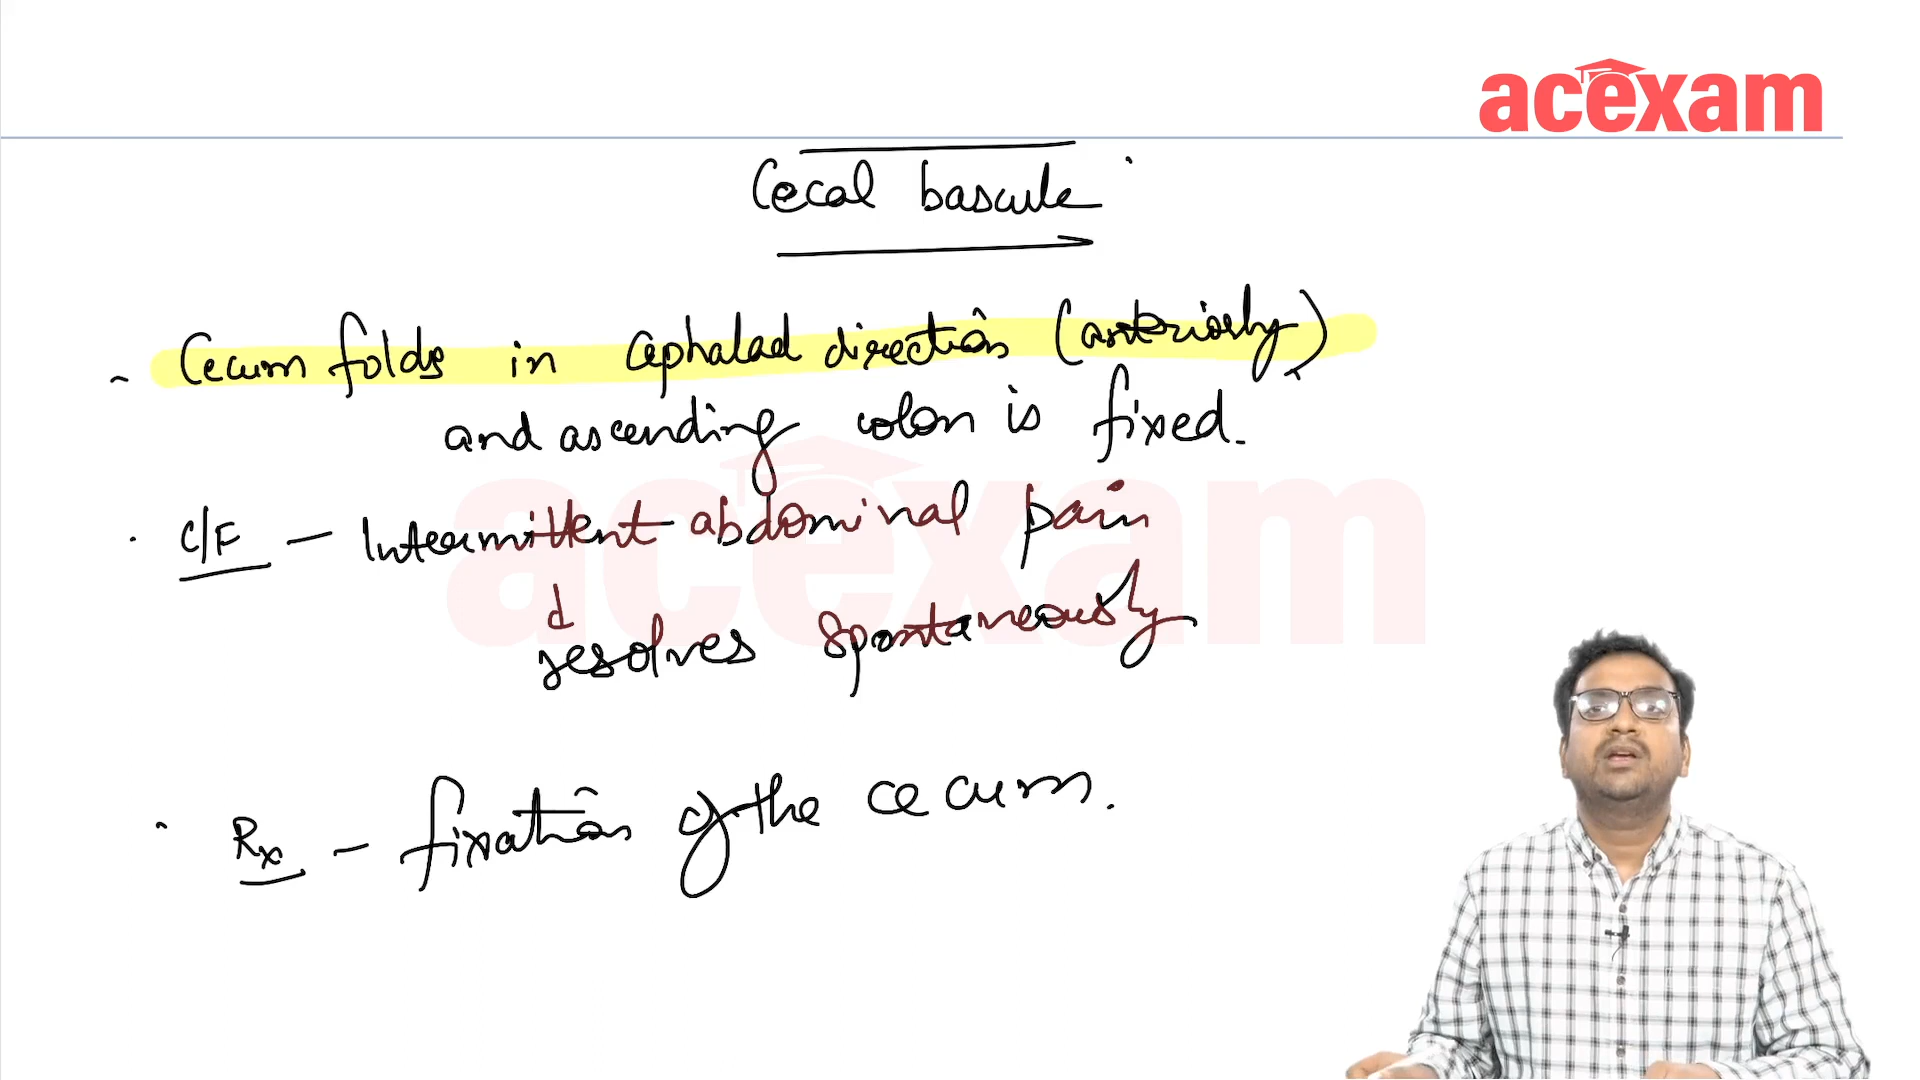 acexam
Cecal bascule
Cecum folds in cephalad direction (anteriorly)
and ascending colon is fixed.
C/F - Intermittent abdominal pain
↓
resolves spontaneously
Rx - fixation of the cecum.
acexam